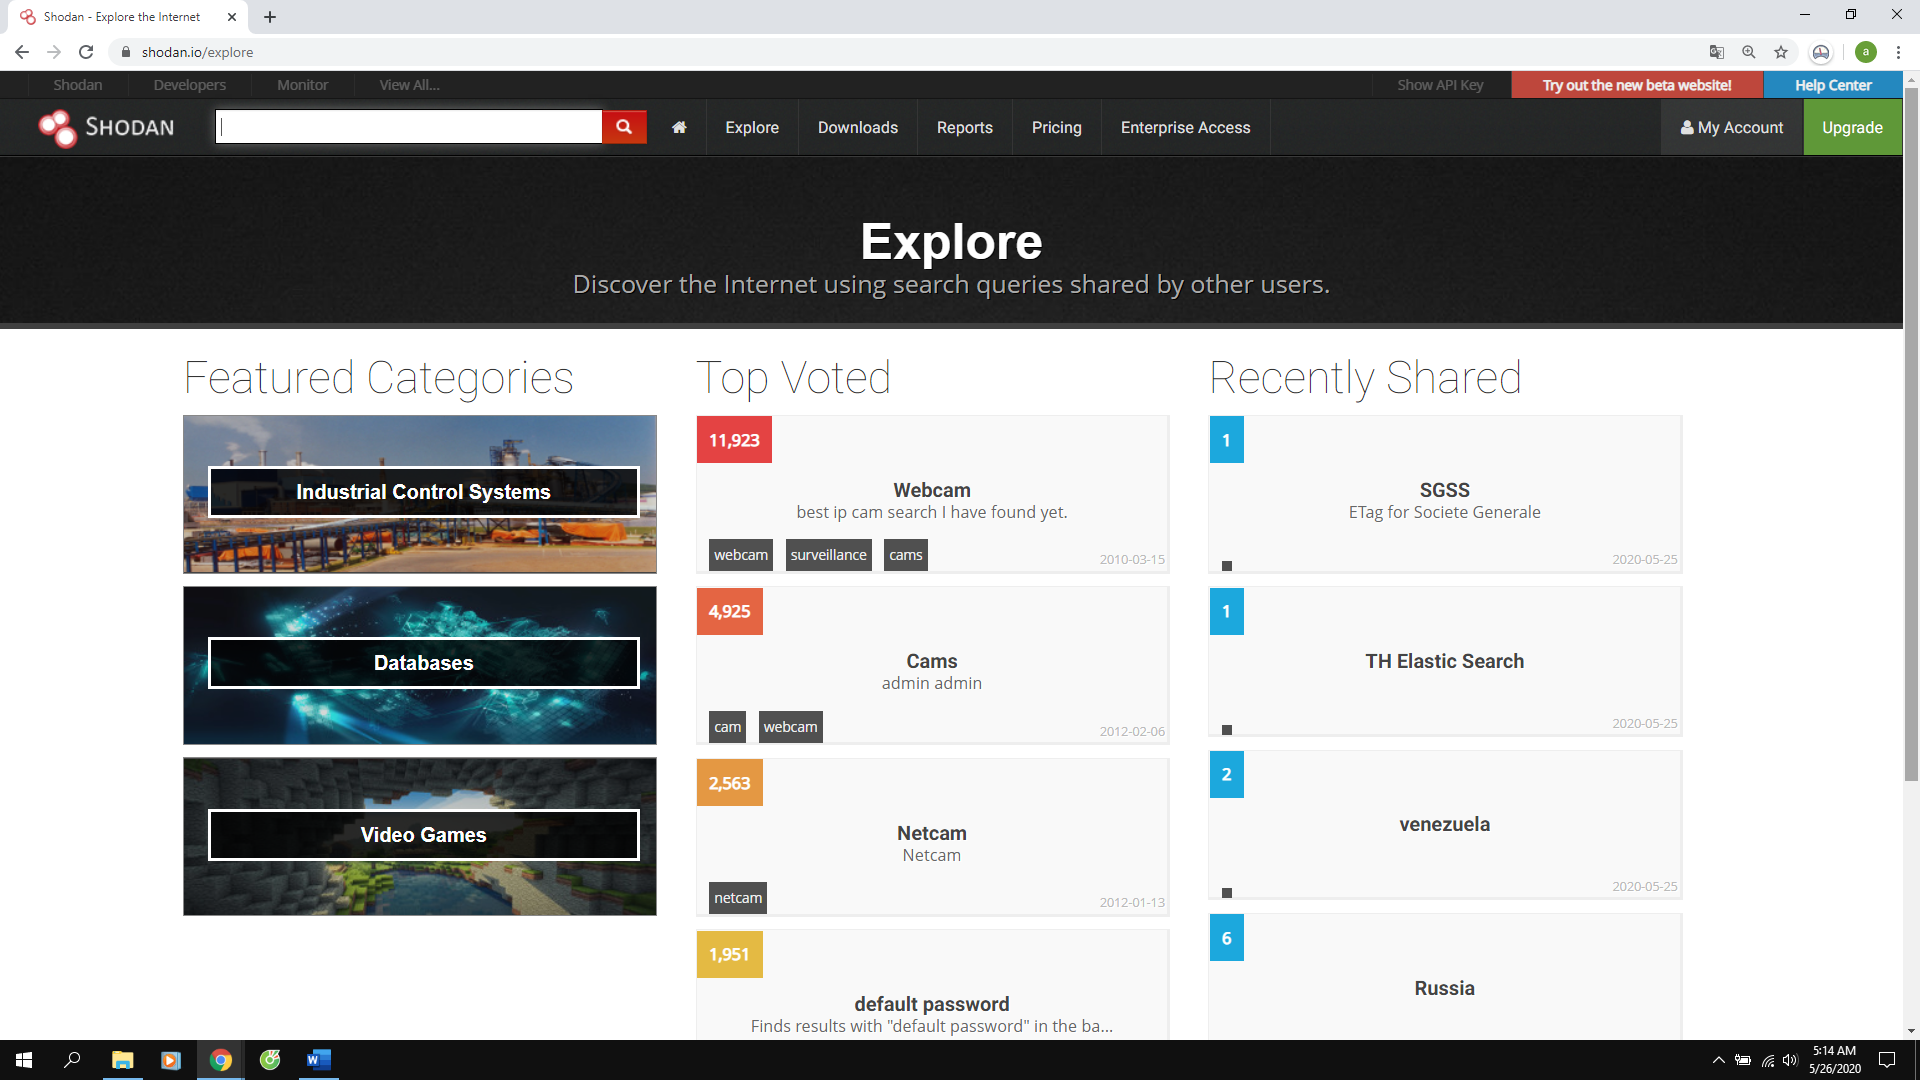 Shodan - Explore the Internet
shodan.io/explore
a
Shodan Developers Monitor View All... Show API Key Try out the new beta website! Help Center
SHODAN Explore Downloads Reports Pricing Enterprise Access My Account Upgrade
Explore
Discover the Internet using search queries shared by other users.
Featured Categories
Industrial Control Systems
Databases
Video Games
Top Voted
11,923
Webcam
best ip cam search I have found yet.
webcam surveillance cams 2010-03-15
4,925
Cams
admin admin
cam webcam 2012-02-06
2,563
Netcam
Netcam
netcam 2012-01-13
1,951
default password
Finds results with "default password" in the ba...
Recently Shared
1
SGSS
ETag for Societe Generale
2020-05-25
1
TH Elastic Search
2020-05-25
2
venezuela
2020-05-25
6
Russia
5:14 AM
5/26/2020